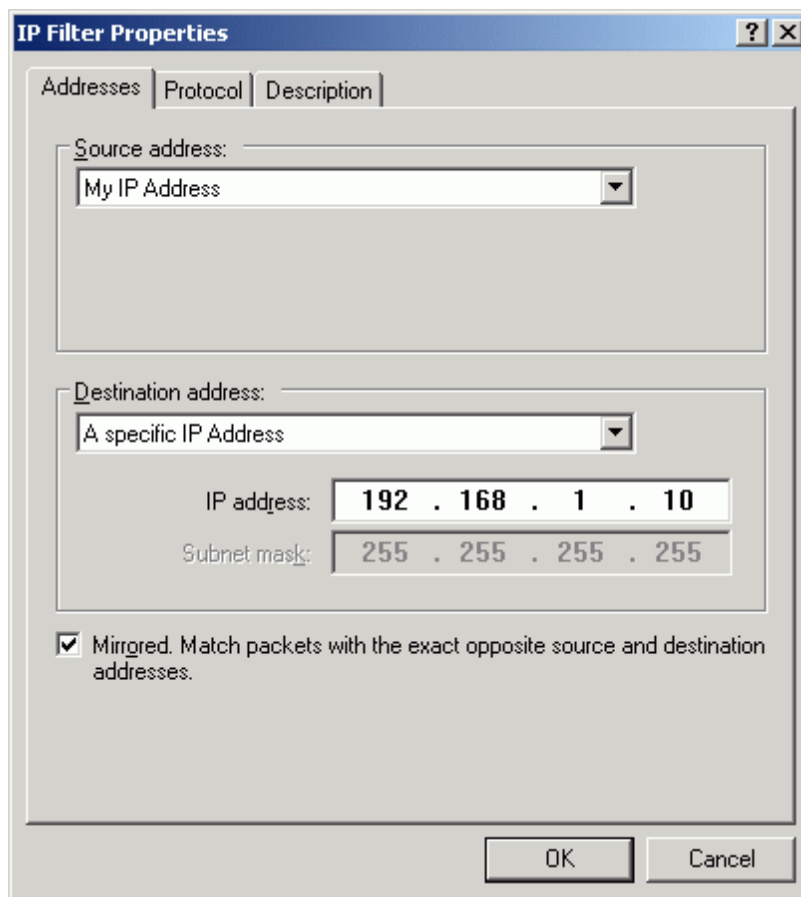 IP Filter Properties
Addresses Protocol Description
Source address:
My IP Address
Destination address:
A specific IP Address
IP address: 192 . 168 . 1 . 10
Subnet mask: 255 . 255 . 255 . 255
Mirrored. Match packets with the exact opposite source and destination
addresses.
OK Cancel